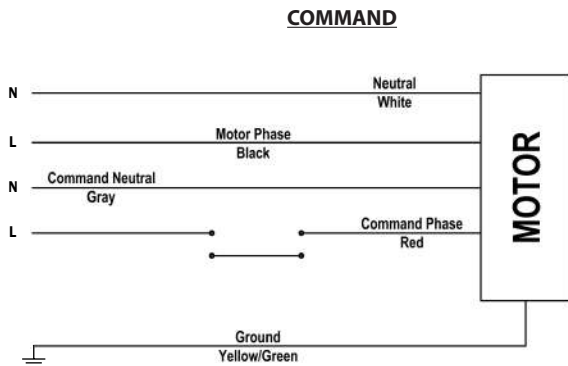 COMMAND
N
Neutral
White
L
Motor Phase
Black
N
Command Neutral
Gray
L
Command Phase
Red
MOTOR
Ground
Yellow/Green